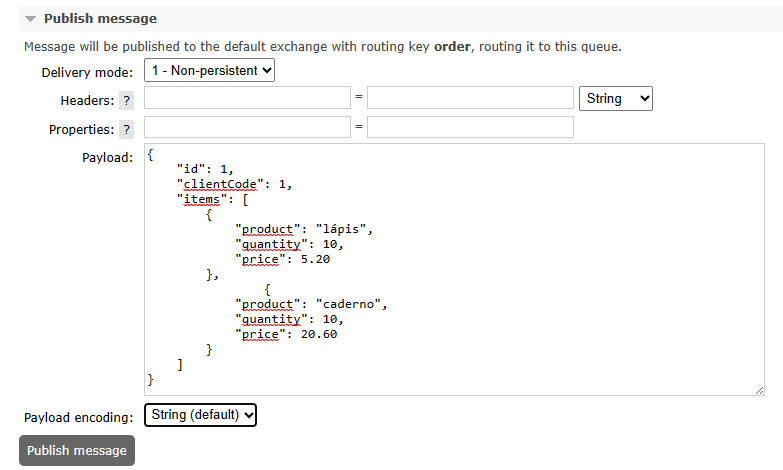 Publish message
Message will be published to the default exchange with routing key order, routing it to this queue.
Delivery mode: 1 - Non-persistent
Headers: ? = String
Properties: ? =
Payload: {
"id": 1,
"clientCode": 1,
"items": [
{
"product": "lápis",
"quantity": 10,
"price": 5.20
},
{
"product": "caderno",
"quantity": 10,
"price": 20.60
}
]
}
Payload encoding: String (default)
Publish message